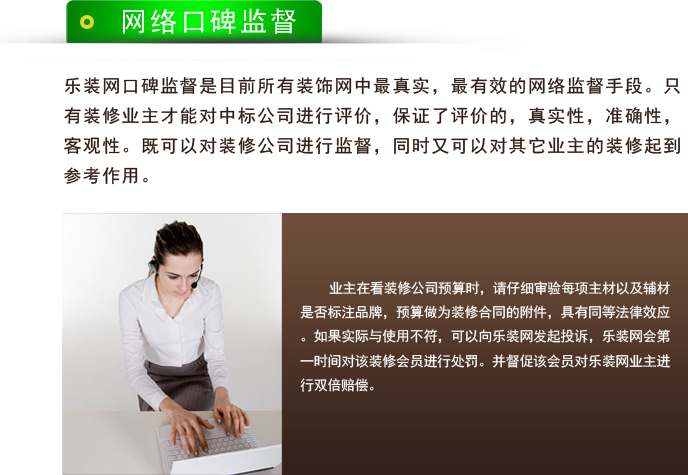 网络口碑监督
乐装网口碑监督是目前所有装饰网中最真实，最有效的网络监督手段。只
有装修业主才能对中标公司进行评价，保证了评价的，真实性，准确性，
客观性。既可以对装修公司进行监督，同时又可以对其它业主的装修起到
参考作用。
业主在看装修公司预算时，请仔细审验每项主材以及辅材
是否标注品牌，预算做为装修合同的附件，具有同等法律效应
。如果实际与使用不符，可以向乐装网发起投诉，乐装网会第
一时间对该装修会员进行处罚。并督促该会员对乐装网业主进
行双倍赔偿。